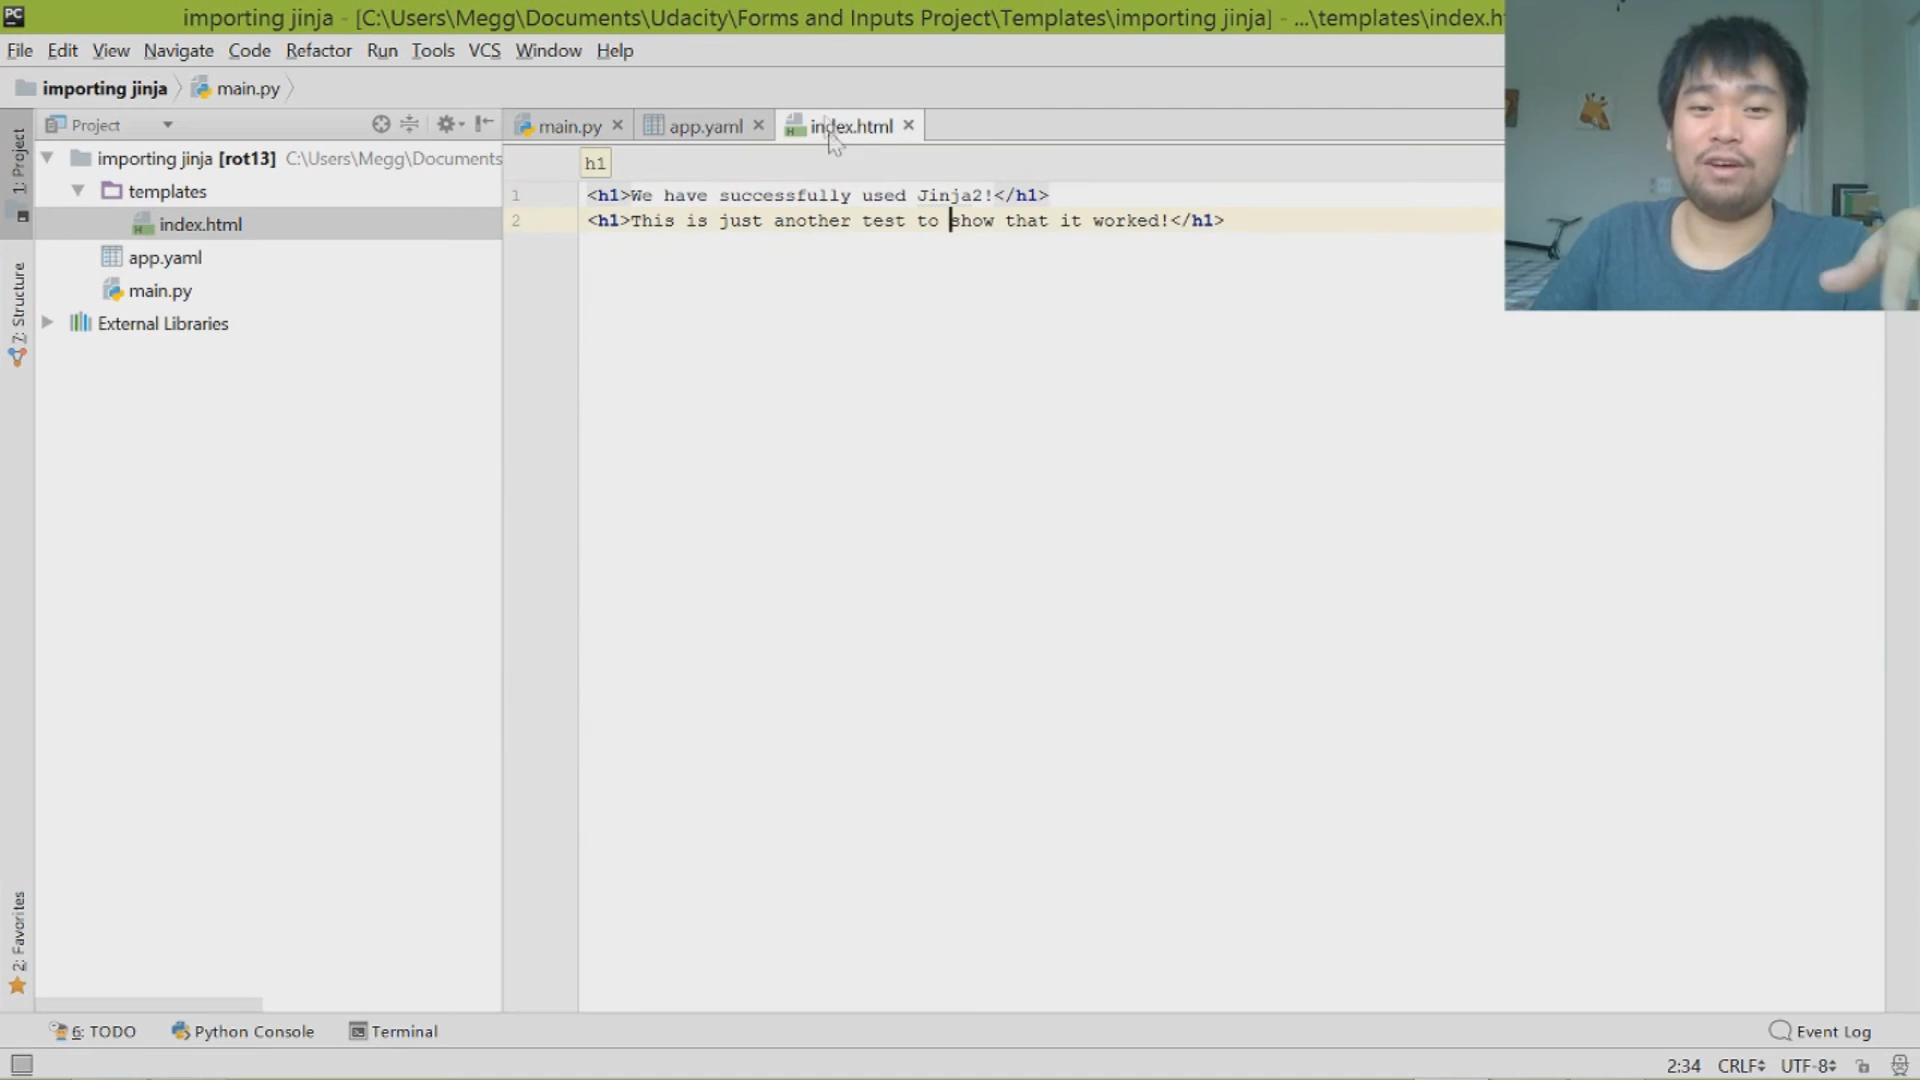 PC importing jinja - [C:\Users\Megg\Documents\Udacity\Forms and Inputs Project\Templates\importing jinja] - ...\templates\index.h
File Edit View Navigate Code Refactor Run Tools VCS Window Help
importing jinja main.py
1: Project
7: Structure
2: Favorites
Project
importing jinja [rot13] C:\Users\Megg\Documents
templates
index.html
app.yaml
main.py
External Libraries
main.py app.yaml index.html
h1
1 <h1>We have successfully used Jinja2!</h1>
2 <h1>This is just another test to show that it worked!</h1>
6: TODO Python Console Terminal Event Log
2:34 CRLF UTF-8